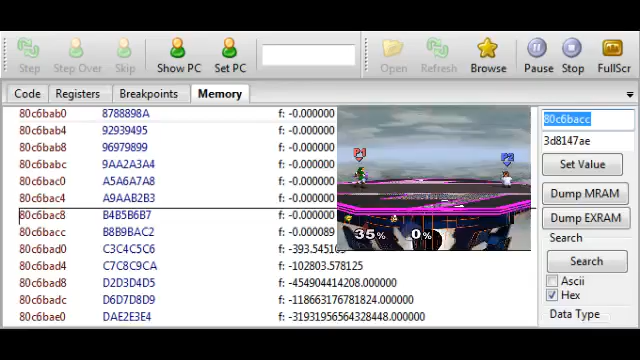 Step Step Over Skip Show PC Set PC Open Refresh Browse Pause Stop FullScr
Code Registers Breakpoints Memory
80c6bab0 8788898A f: -0.000000
80c6bab4 92939495 f: -0.000000
80c6bab8 96979899 f: -0.000000
80c6babc 9AA2A3A4 f: -0.000000
80c6bac0 A5A6A7A8 f: -0.000000
80c6bac4 A9AAB2B3 f: -0.000000
80c6bac8 B4B5B6B7 f: -0.000000
80c6bacc B8B9BAC2 f: -0.000089
80c6bad0 C3C4C5C6 f: -393.545105
80c6bad4 C7C8C9CA f: -102803.578125
80c6bad8 D2D3D4D5 f: -454904414208.000000
80c6badc D6D7D8D9 f: -118663176781824.000000
80c6bae0 DAE2E3E4 f: -31931956564328448.000000
P1
P2
35% 0%
80c6bacc
3d8147ae
Set Value
Dump MRAM
Dump EXRAM
Search
Search
Ascii
Hex
Data Type